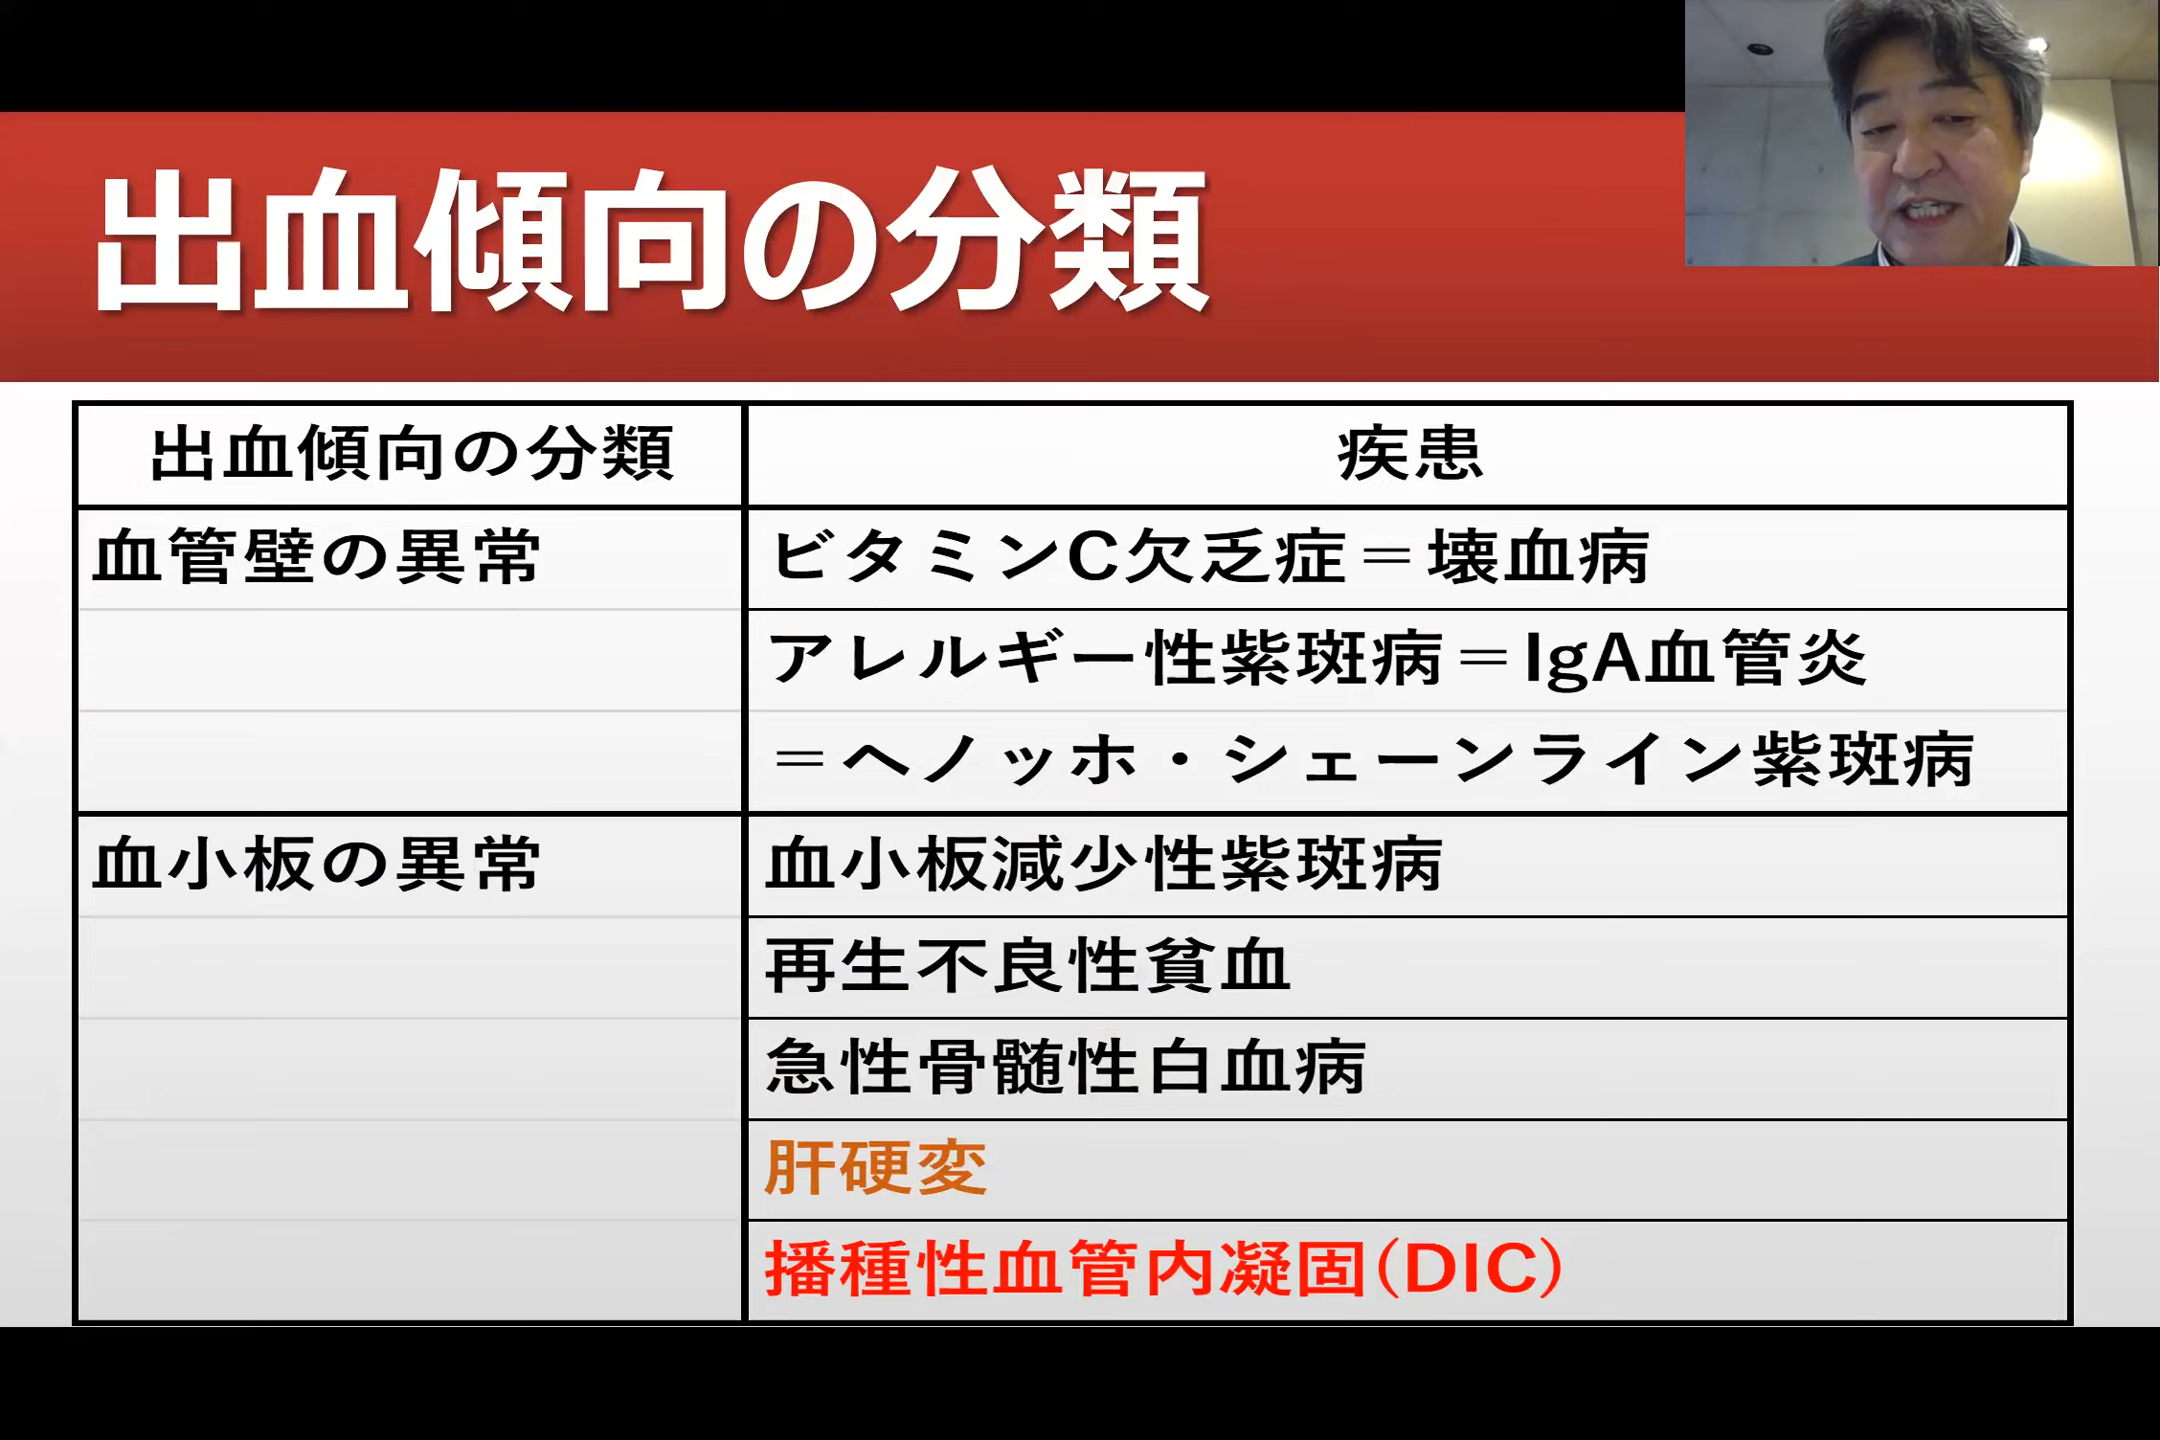 出血傾向の分類
出血傾向の分類 疾患
血管壁の異常 ビタミンC欠乏症＝壊血病
アレルギー性紫斑病＝IgA血管炎
＝ヘノッホ・シェーンライン紫斑病
血小板の異常 血小板減少性紫斑病
再生不良性貧血
急性骨髄性白血病
肝硬変
播種性血管内凝固(DIC)